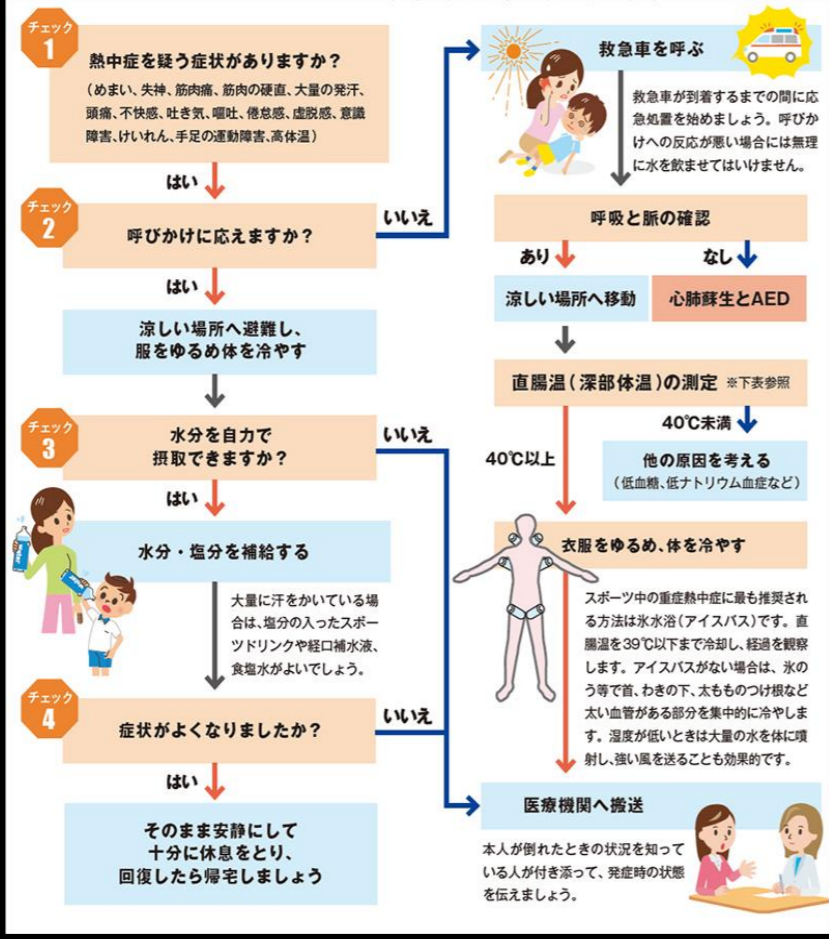 チェック
1
熱中症を疑う症状がありますか？
（めまい、失神、筋肉痛、筋肉の硬直、大量の発汗、
頭痛、不快感、吐き気、嘔吐、倦怠感、虚脱感、意識
障害、けいれん、手足の運動障害、高体温）
はい
チェック
2
呼びかけに応えますか？
いいえ
はい
涼しい場所へ避難し、
服をゆるめ体を冷やす
チェック
3
水分を自力で
摂取できますか？
いいえ
はい
水分・塩分を補給する
大量に汗をかいている場
合は、塩分の入ったスポー
ツドリンクや経口補水液、
食塩水がよいでしょう。
チェック
4
症状がよくなりましたか？
いいえ
はい
そのまま安静にして
十分に休息をとり、
回復したら帰宅しましょう
救急車を呼ぶ
救急車が到着するまでの間に応
急処置を始めましょう。呼びか
けへの反応が悪い場合には無理
に水を飲ませてはいけません。
呼吸と脈の確認
あり
なし
涼しい場所へ移動
心肺蘇生とAED
直腸温（深部体温）の測定 ※下表参照
40℃以上
40℃未満
他の原因を考える
（低血糖、低ナトリウム血症など）
衣服をゆるめ、体を冷やす
スポーツ中の重症熱中症に最も推奨され
る方法は氷水浴（アイスバス）です。直
腸温を39℃以下まで冷却し、経過を観察
します。アイスバスがない場合は、氷の
う等で首、わきの下、太もものつけ根など
太い血管がある部分を集中的に冷やしま
す。湿度が低いときは大量の水を体に噴
射し、強い風を送ることも効果的です。
医療機関へ搬送
本人が倒れたときの状況を知って
いる人が付き添って、発症時の状態
を伝えましょう。